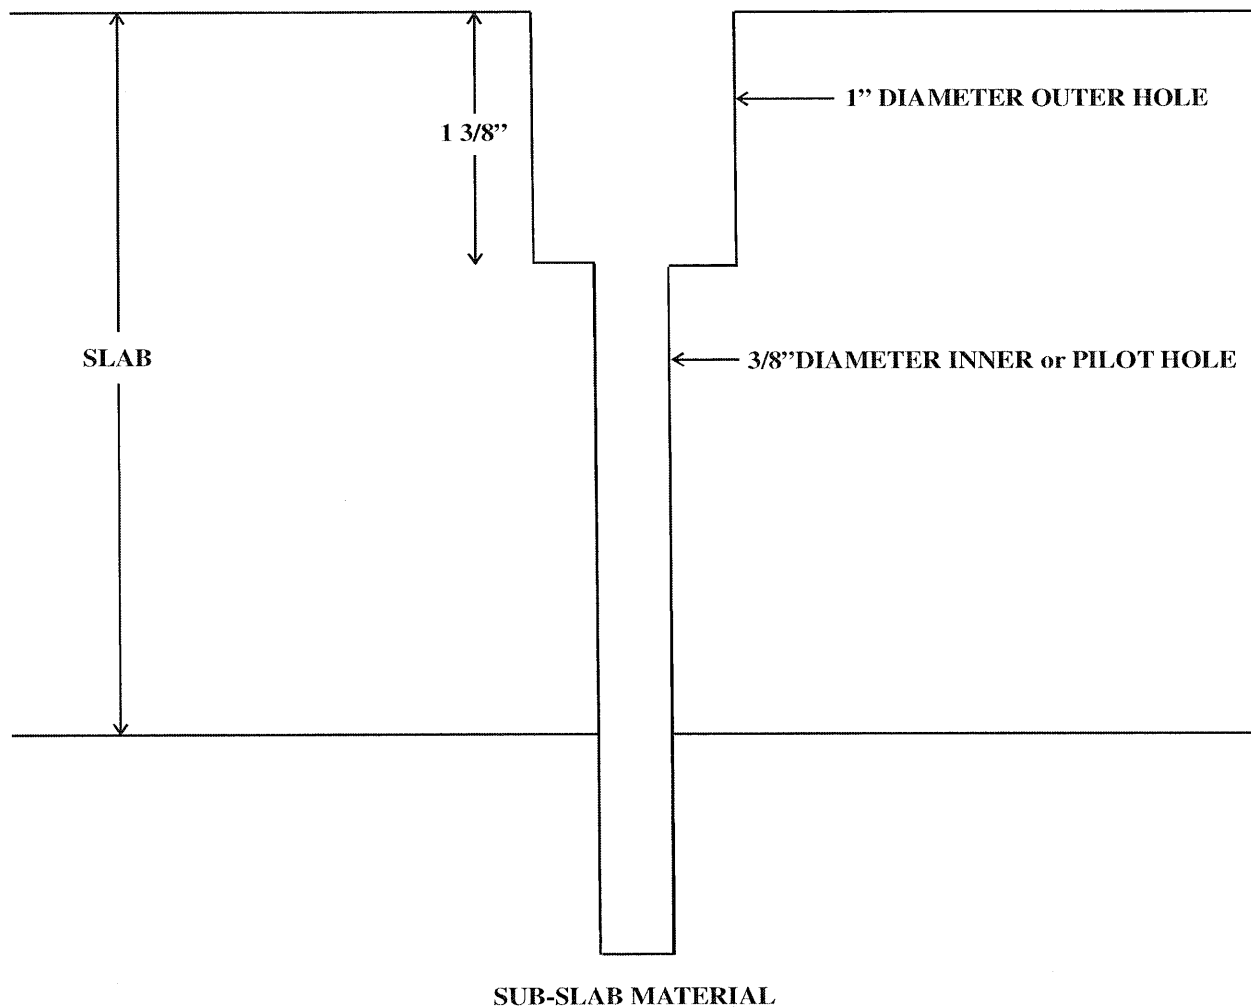 1” DIAMETER OUTER HOLE
1 3/8”
SLAB
3/8”DIAMETER INNER or PILOT HOLE
SUB-SLAB MATERIAL